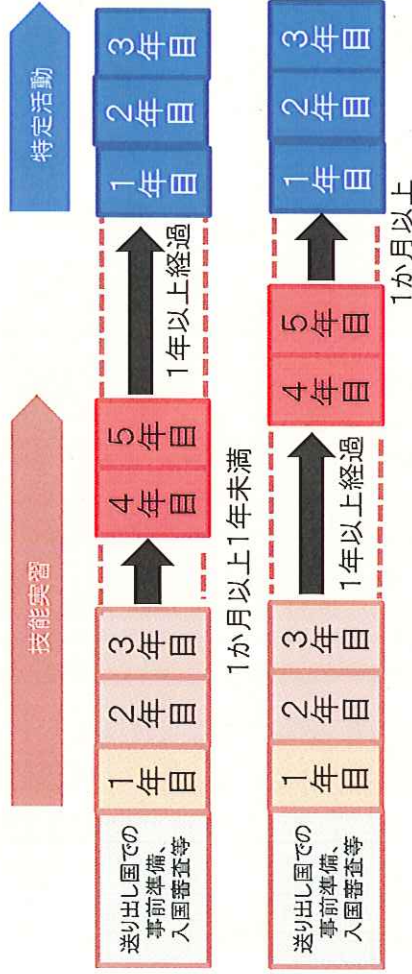 技能実習
特定活動
送り出し国での
事前準備、
入国審査等
1年目
2年目
3年目
4年目
5年目
1年目
2年目
3年目
1か月以上1年未満
1年以上経過
送り出し国での
事前準備、
入国審査等
1年目
2年目
3年目
4年目
5年目
1年目
2年目
3年目
1年以上経過
1か月以上